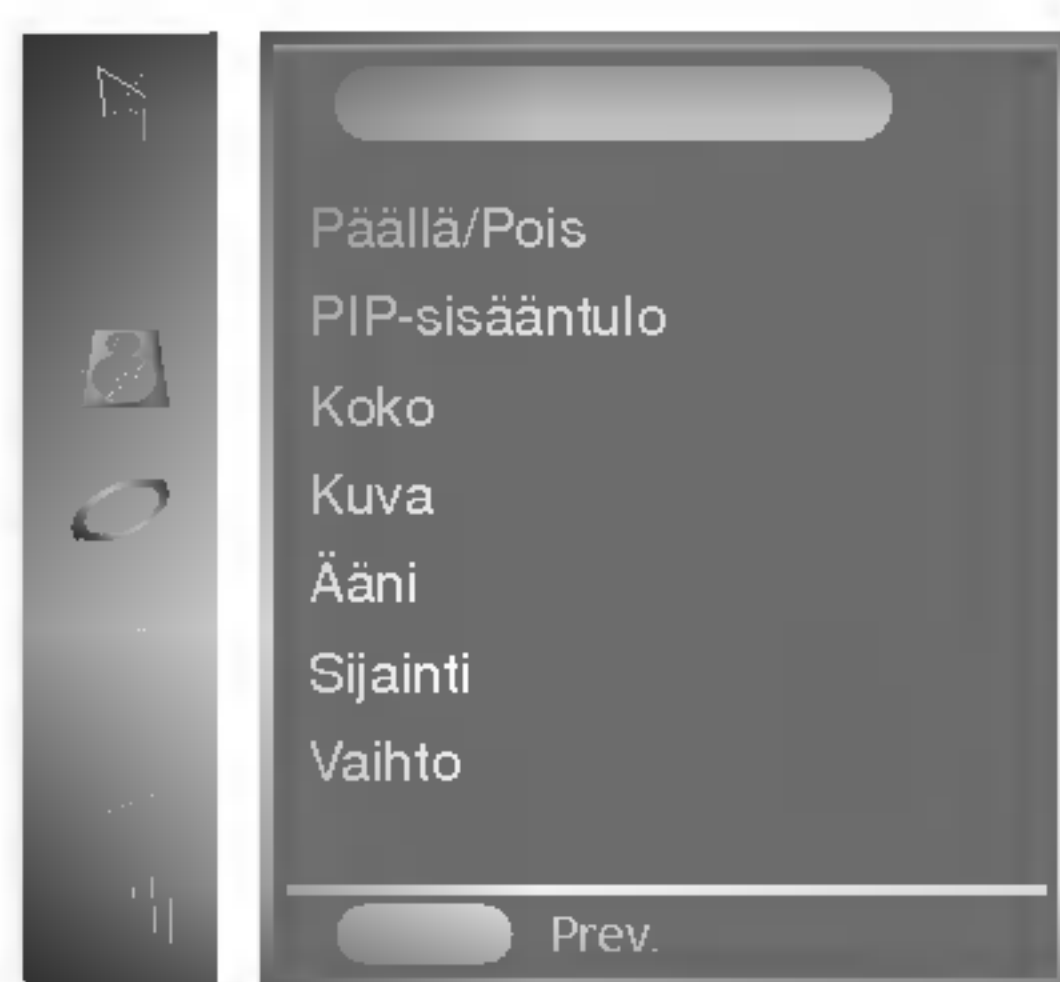 Päällä/Pois
PIP-sisääntulo
Koko
Kuva
Ääni
Sijainti
Vaihto
Prev.